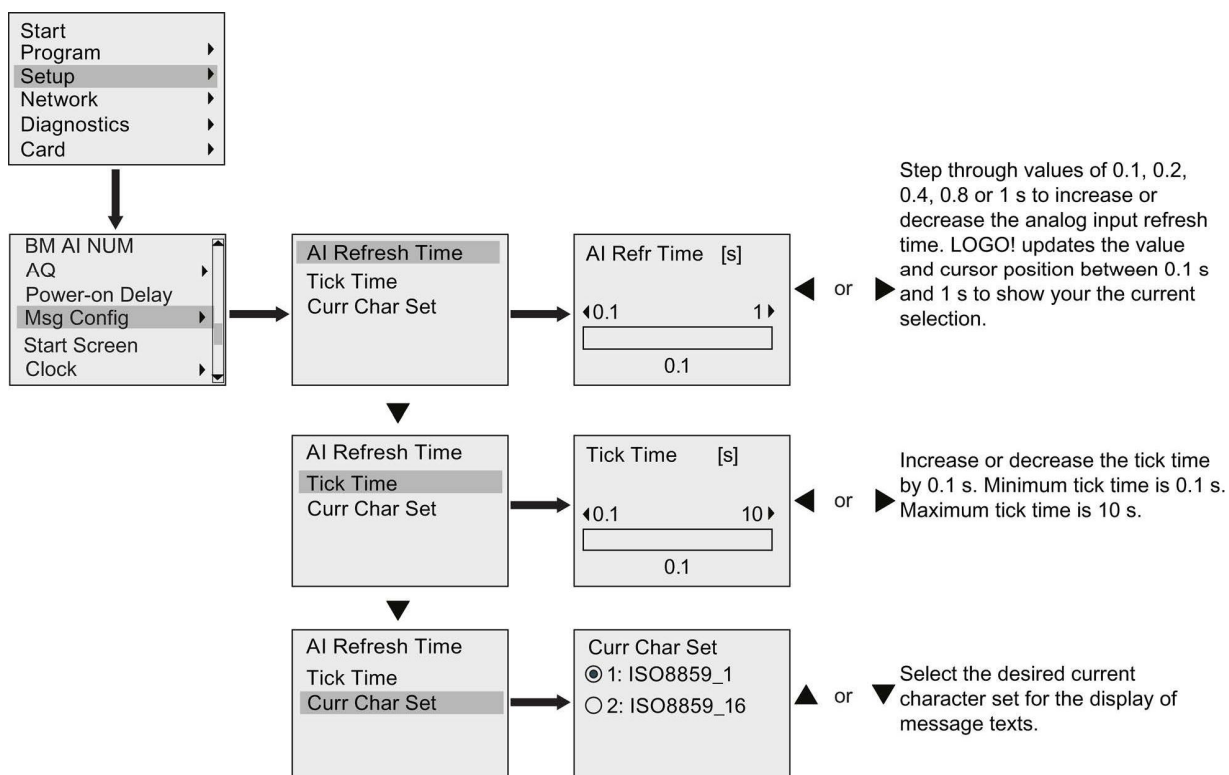 Start
Program
Setup
Network
Diagnostics
Card
BM AI NUM
AQ
Power-on Delay
Msg Config
Start Screen
Clock
AI Refresh Time
Tick Time
Curr Char Set
AI Refr Time [s]
0.1 1
0.1
or
Step through values of 0.1, 0.2,
0.4, 0.8 or 1 s to increase or
decrease the analog input refresh
time. LOGO! updates the value
and cursor position between 0.1 s
and 1 s to show your the current
selection.
AI Refresh Time
Tick Time
Curr Char Set
Tick Time [s]
0.1 10
0.1
or
Increase or decrease the tick time
by 0.1 s. Minimum tick time is 0.1 s.
Maximum tick time is 10 s.
AI Refresh Time
Tick Time
Curr Char Set
Curr Char Set
1: ISO8859_1
2: ISO8859_16
or
Select the desired current
character set for the display of
message texts.